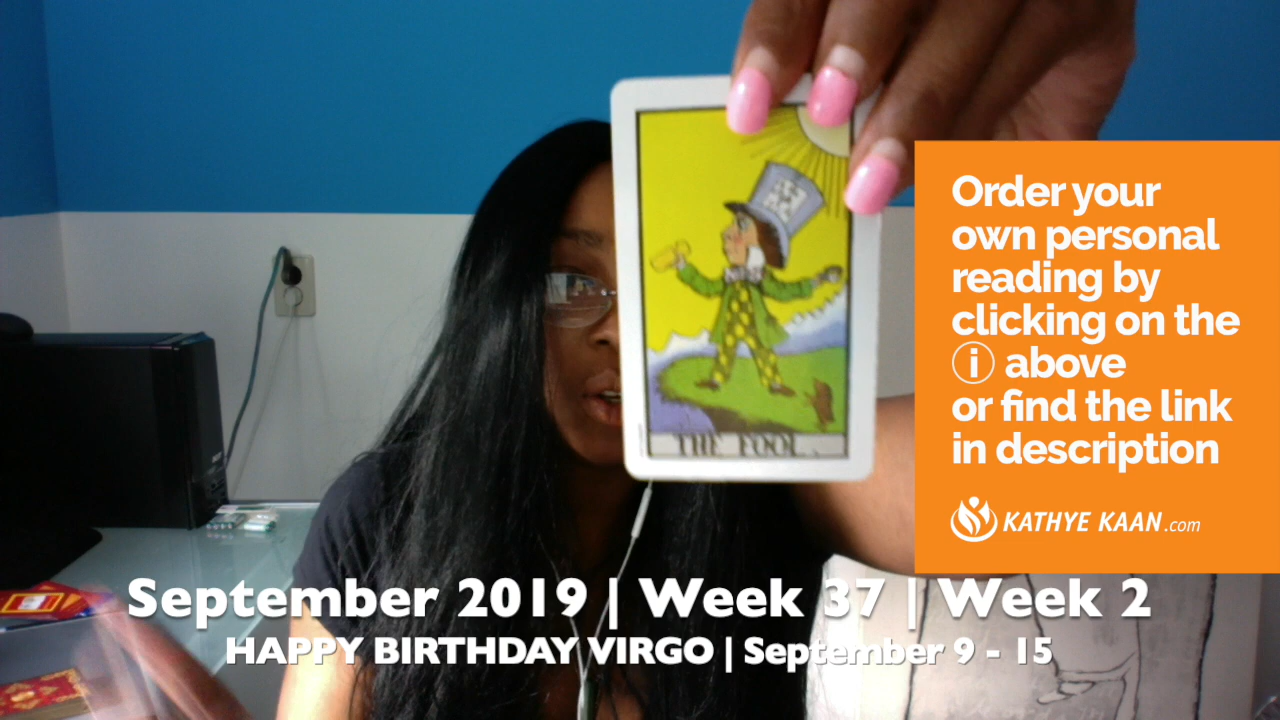 THE FOOL.
Order your
own personal
reading by
clicking on the
i above
or find the link
in description
KATHYE KAAN.com
September 2019 | Week 37 | Week 2
HAPPY BIRTHDAY VIRGO | September 9 - 15